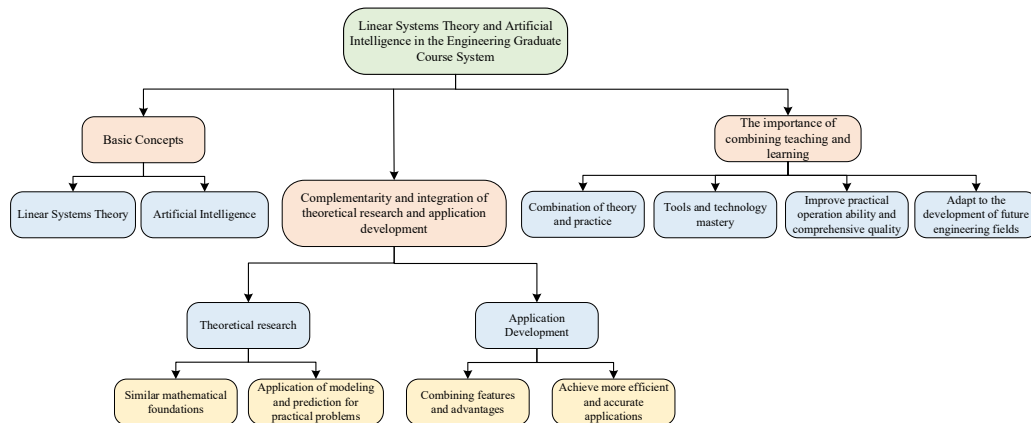 Linear Systems Theory and Artificial
Intelligence in the Engineering Graduate
Course System
Basic Concepts
The importance of
combining teaching and
learning
Linear Systems Theory
Artificial Intelligence
Complementarity and integration of
theoretical research and application
development
Combination of theory
and practice
Tools and technology
mastery
Improve practical
operation ability and
comprehensive quality
Adapt to the
development of future
engineering fields
Theoretical research
Application
Development
Similar mathematical
foundations
Application of modeling
and prediction for
practical problems
Combining features
and advantages
Achieve more efficient
and accurate
applications